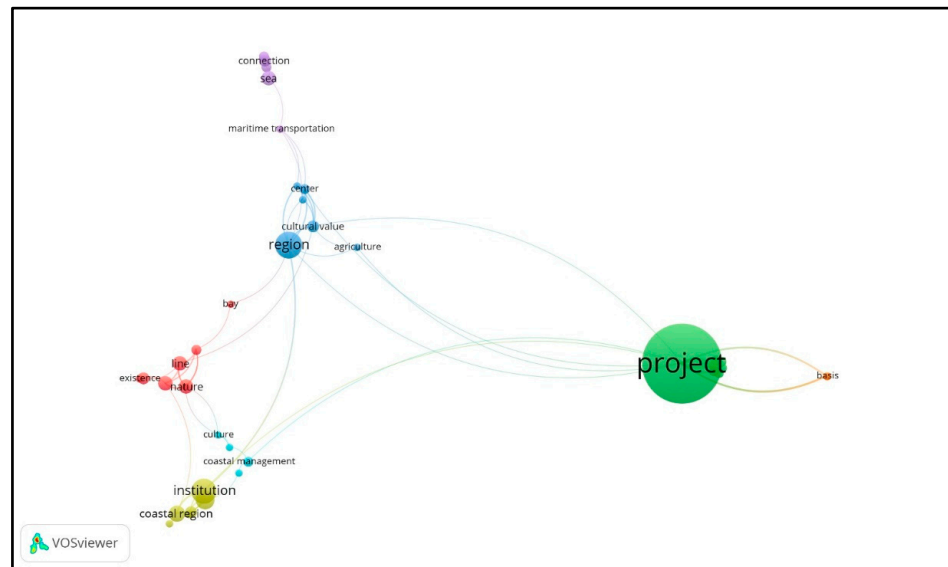 connection
sea
maritime transportation
center
cultural value
region
agriculture
bay
line
existence
nature
project
basis
culture
coastal management
institution
coastal region
VOSviewer